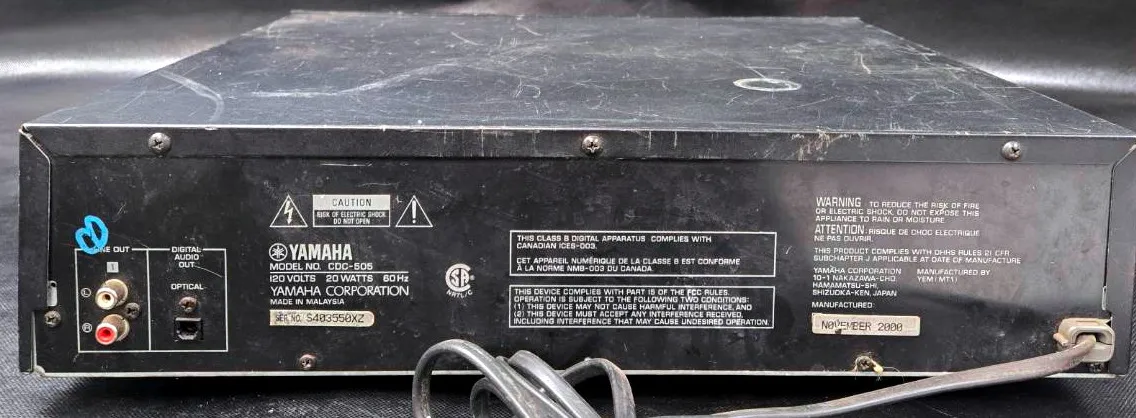 CAUTION
RISK OF ELECTRIC SHOCK
DO NOT OPEN
LINE OUT
1
L
R
DIGITAL
AUDIO
OUT
OPTICAL
YAMAHA
MODEL NO. CDC-505
120 VOLTS 20 WATTS 60 Hz
YAMAHA CORPORATION
MADE IN MALAYSIA
SER. NO. S403550XZ
NRTL/C
THIS CLASS B DIGITAL APPARATUS COMPLIES WITH
CANADIAN ICES-003.
CET APPAREIL NUMÉRIQUE DE LA CLASSE B EST CONFORME
À LA NORME NMB-003 DU CANADA.
THIS DEVICE COMPLIES WITH PART 15 OF THE FCC RULES.
OPERATION IS SUBJECT TO THE FOLLOWING TWO CONDITIONS:
(1) THIS DEVICE MAY NOT CAUSE HARMFUL INTERFERENCE, AND
(2) THIS DEVICE MUST ACCEPT ANY INTERFERENCE RECEIVED,
INCLUDING INTERFERENCE THAT MAY CAUSE UNDESIRED OPERATION.
WARNING TO REDUCE THE RISK OF FIRE
OR ELECTRIC SHOCK, DO NOT EXPOSE THIS
APPLIANCE TO RAIN OR MOISTURE.
ATTENTION: RISQUE DE CHOC ELECTRIQUE
NE PAS OUVRIR.
THIS PRODUCT COMPLIES WITH DHHS RULES 21 CFR
SUBCHAPTER J APPLICABLE AT DATE OF MANUFACTURE
YAMAHA CORPORATION
10-1 NAKAZAWA-CHO
HAMAMATSU-SHI,
SHIZUOKA-KEN, JAPAN
MANUFACTURED BY
YEM (MT1)
MANUFACTURED:
NOVEMBER 2000